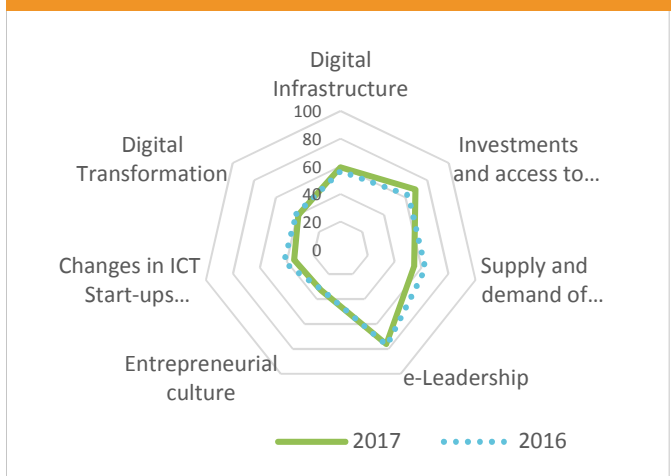 Digital
Infrastructure
100
80
60
40
20
0
Investments
and access to...
Supply and
demand of...
e-Leadership
Entrepreneurial
culture
Changes in ICT
Start-ups...
Digital
Transformation
2017
2016